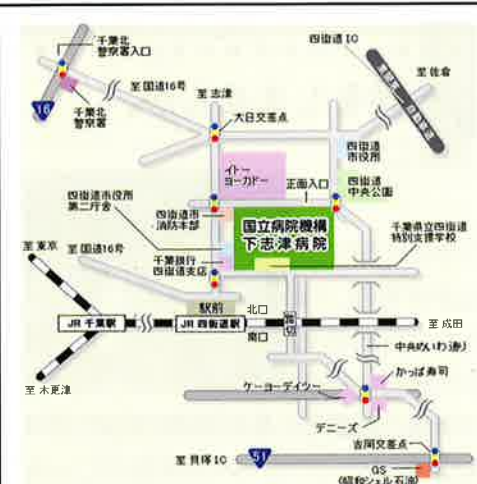 千葉北
警察署入口
四街道IC
至 佐倉
至 国道16号
至 志津
16
千葉北
警察署
大日交差点
四街道
市役所
イトー
ヨーカドー
正面入口
四街道
中央公園
四街道市役所
第二庁舎
四街道市
消防本部
国立病院機構
下志津病院
千葉県立四街道
特別支援学校
至 東京
至 国道16号
千葉銀行
四街道支店
駅前
北口
JR 千葉駅
JR 四街道駅
南口
至 成田
中央めいわ通り
至 木更津
かっぱ寿司
ケーヨーデイツー
デニーズ
吉岡交差点
至 貝塚IC
51
GS
(昭和シェル石油)